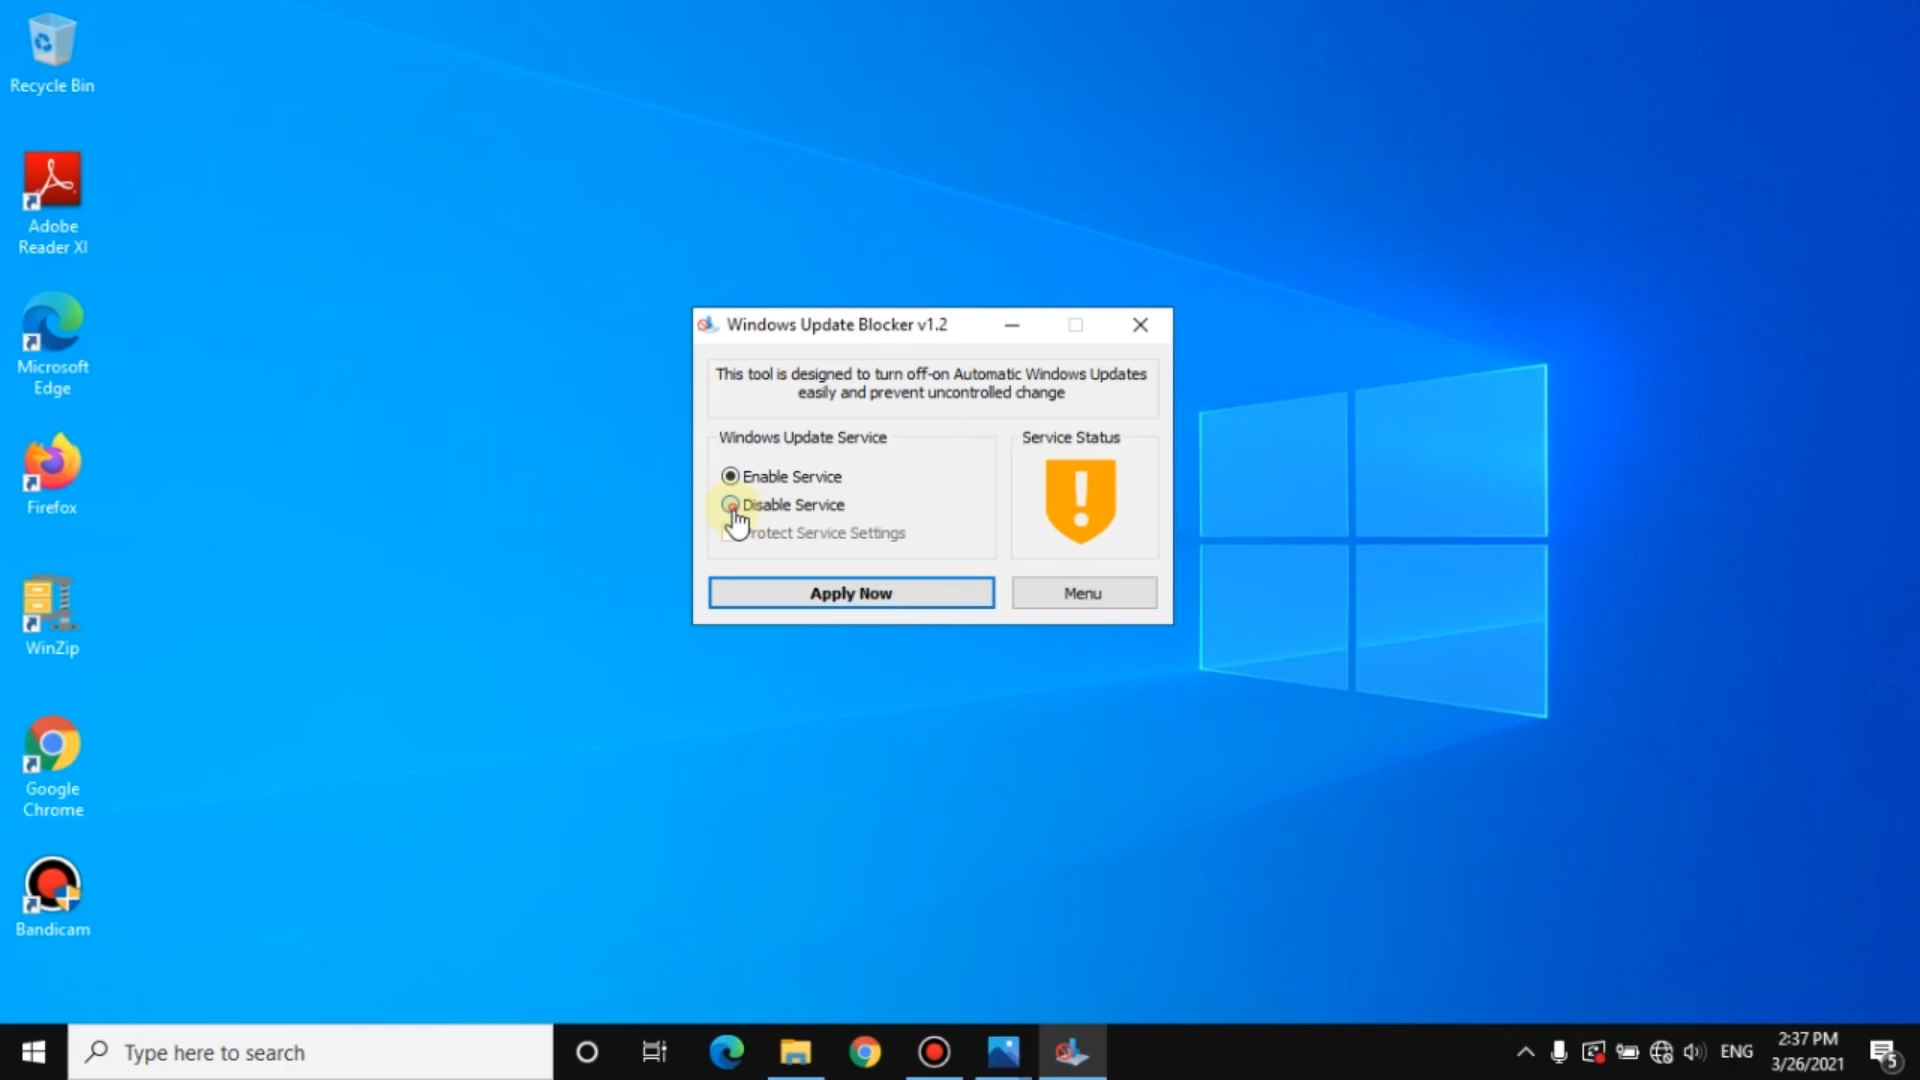 Recycle Bin
Adobe
Reader XI
Microsoft
Edge
Firefox
WinZip
Google
Chrome
Bandicam
Windows Update Blocker v1.2
This tool is designed to turn off-on Automatic Windows Updates
easily and prevent uncontrolled change
Windows Update Service
Enable Service
Disable Service
Protect Service Settings
Service Status
Apply Now
Menu
Type here to search
ENG
2:37 PM
3/26/2021
5